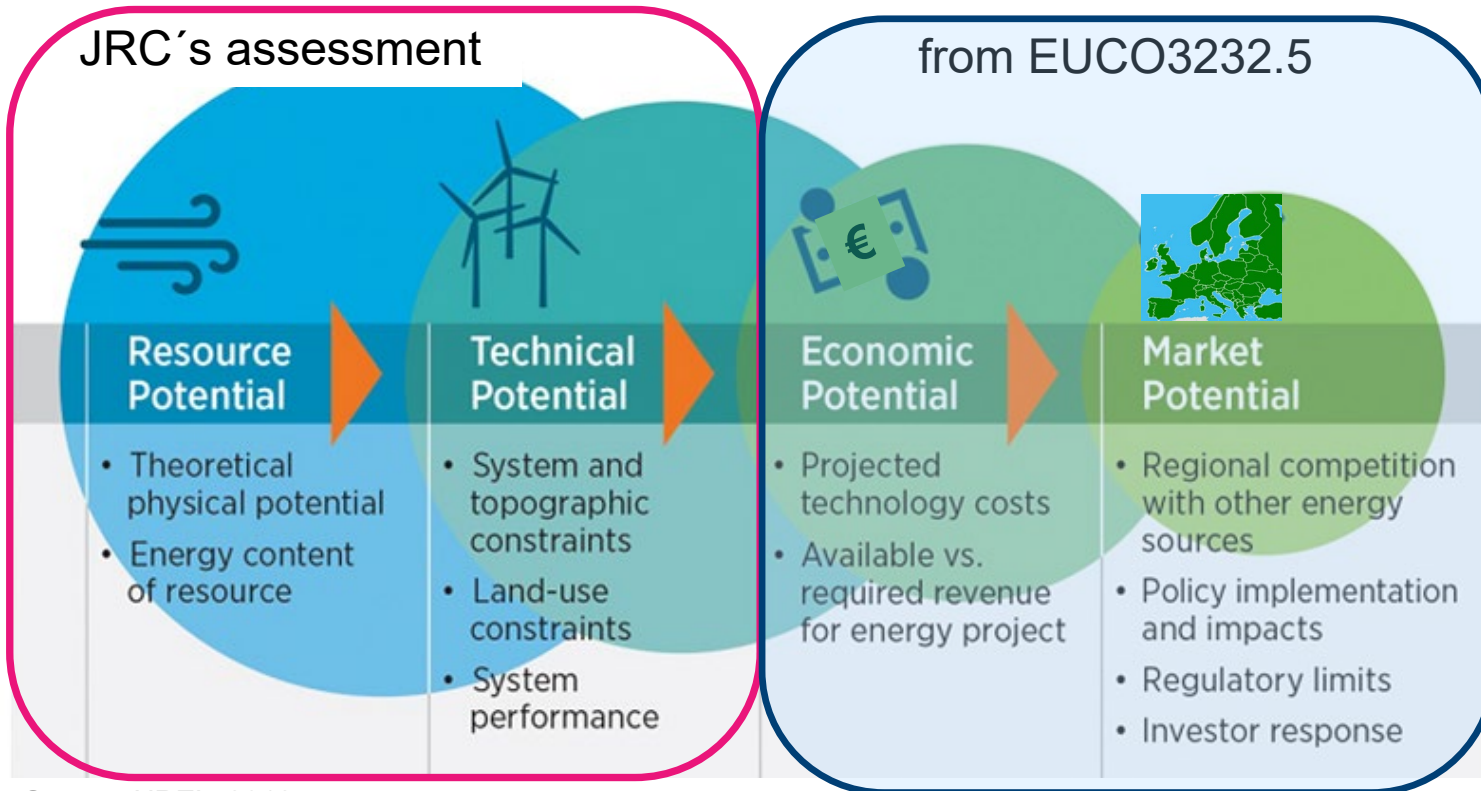 JRC´s assessment
from EUCO3232.5
€
Resource
Potential
Technical
Potential
Economic
Potential
Market
Potential
• Theoretical
physical potential
• Energy content
of resource
• System and
topographic
constraints
• Land-use
constraints
• System
performance
• Projected
technology costs
• Available vs.
required revenue
for energy project
• Regional competition
with other energy
sources
• Policy implementation
and impacts
• Regulatory limits
• Investor response